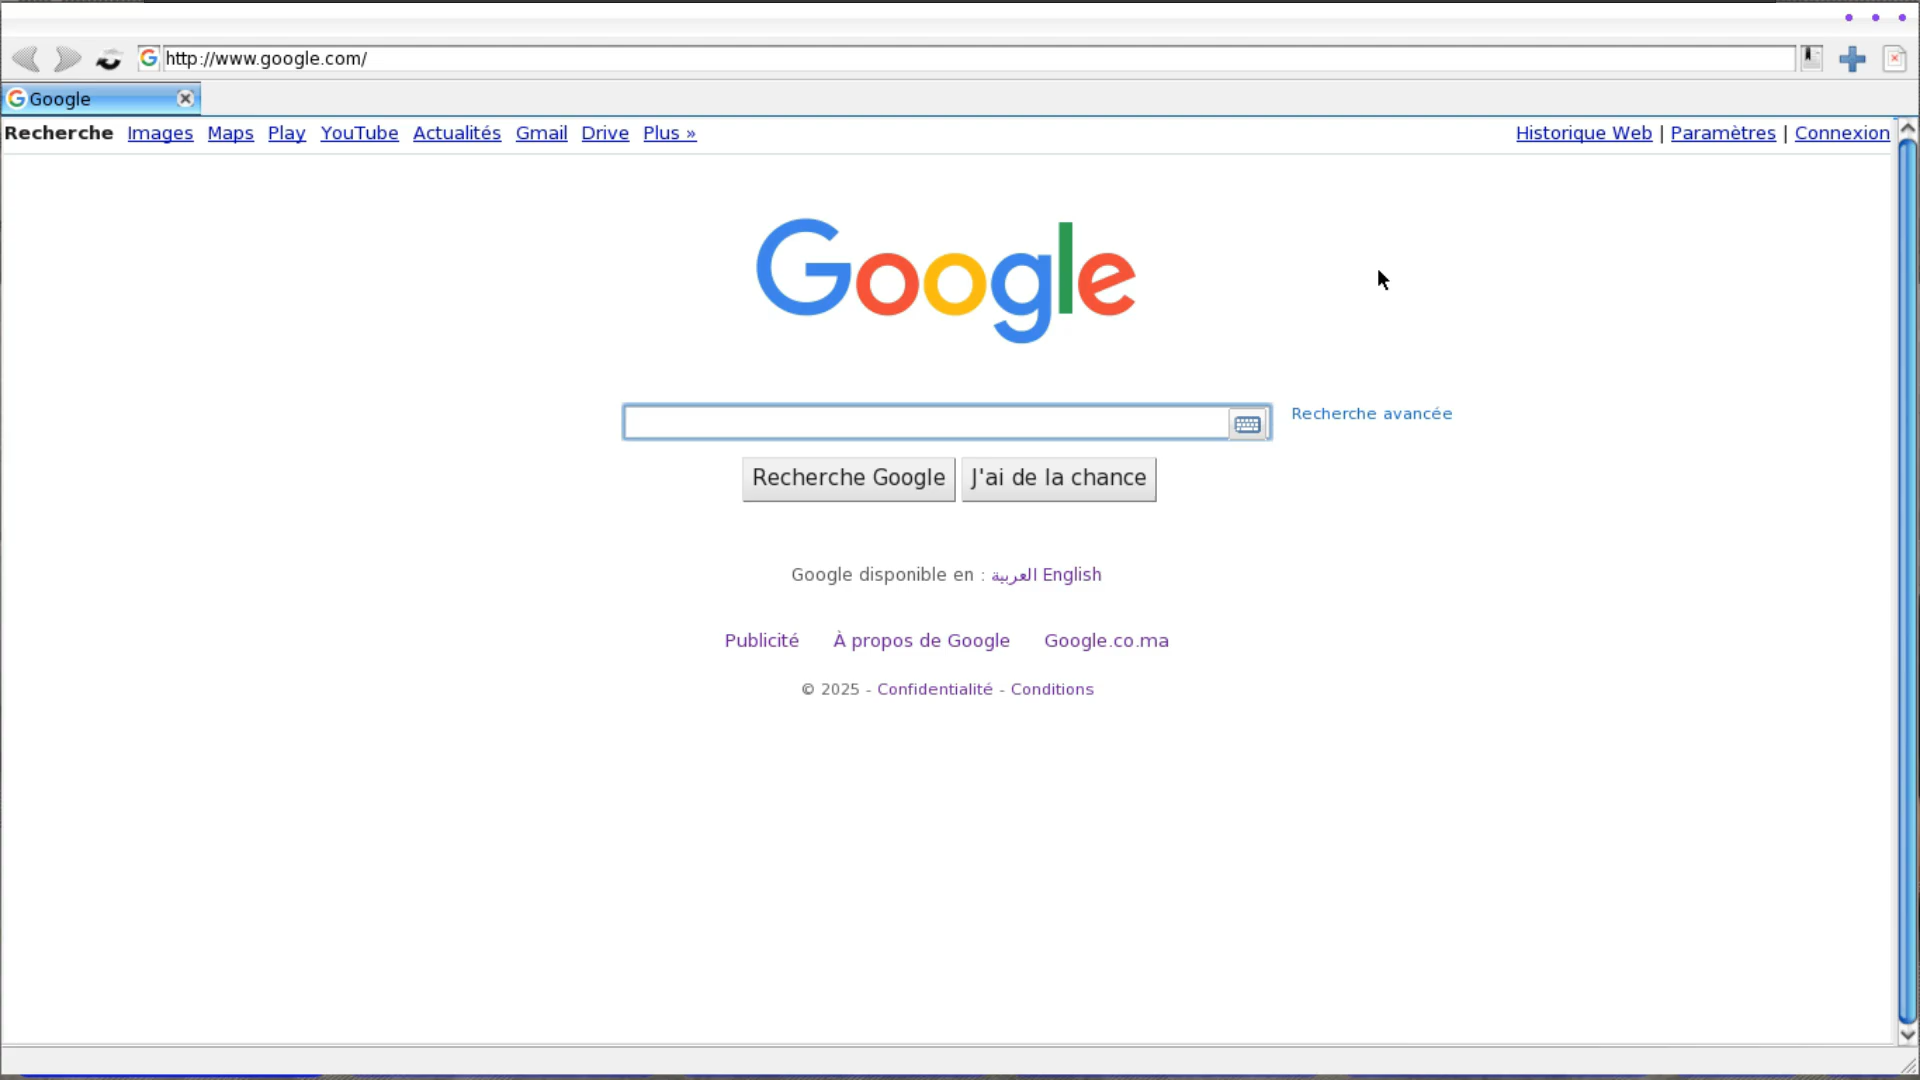 http://www.google.com/
Google
Recherche Images Maps Play YouTube Actualités Gmail Drive Plus » Historique Web | Paramètres | Connexion
Google
Recherche avancée
Recherche Google J'ai de la chance
Google disponible en : العربية English
Publicité À propos de Google Google.co.ma
© 2025 - Confidentialité - Conditions